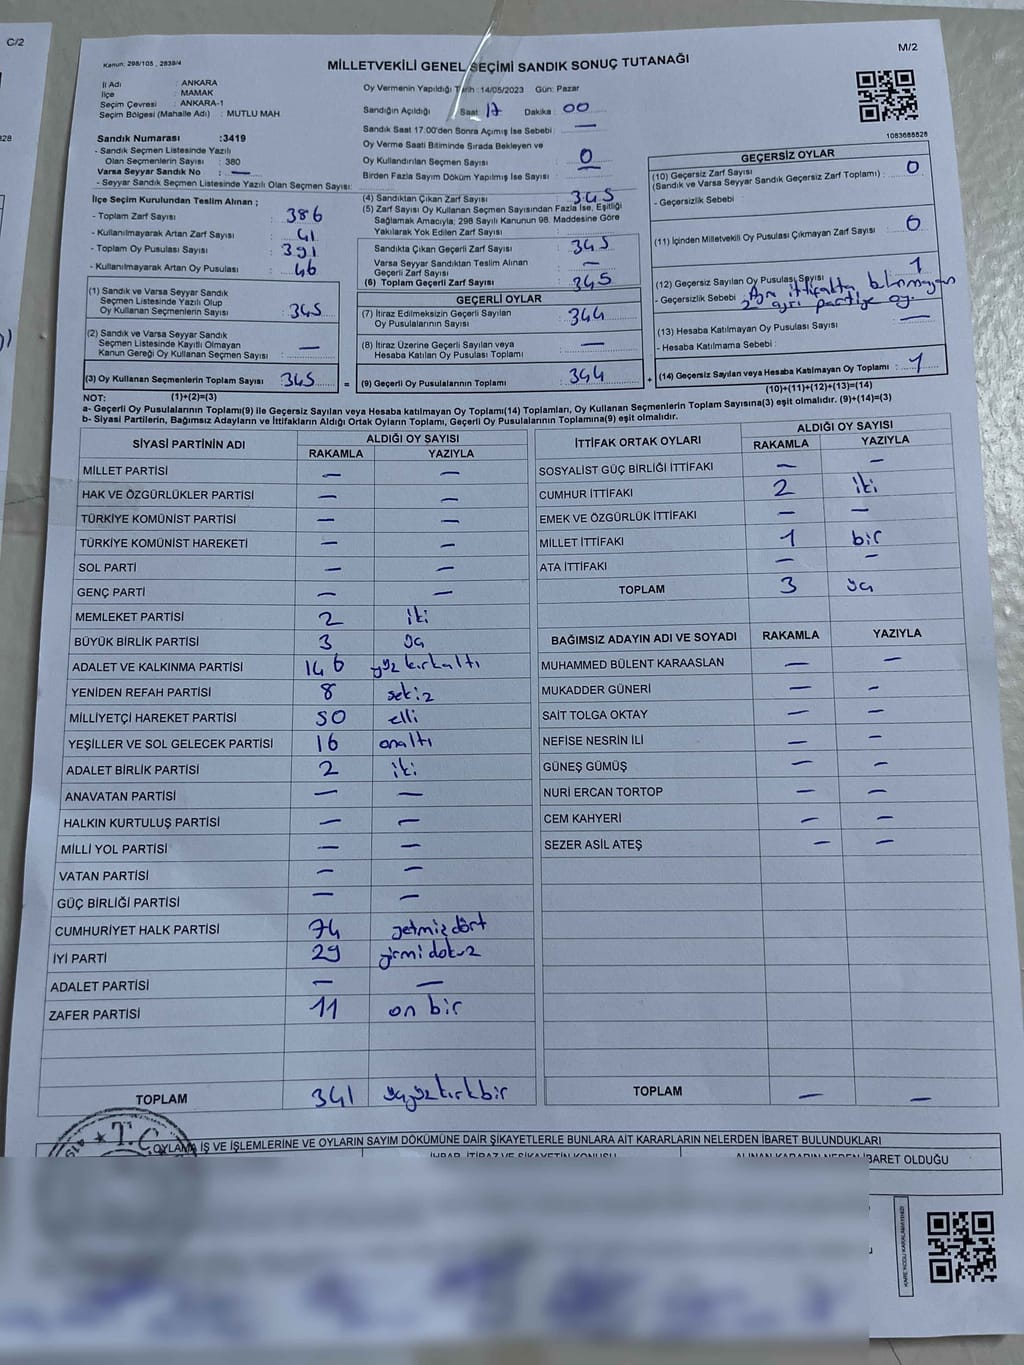 C/2
M/2
Kanun: 298/105 , 2839/4
MİLLETVEKİLİ GENEL SEÇİMİ SANDIK SONUÇ TUTANAĞI
İl Adı : ANKARA
İlçe : MAMAK
Seçim Çevresi : ANKARA-1
Seçim Bölgesi (Mahalle Adı) : MUTLU MAH
Sandık Numarası :3419
- Sandık Seçmen Listesinde Yazılı
Olan Seçmenlerin Sayısı : 380
Varsa Seyyar Sandık No : —
- Seyyar Sandık Seçmen Listesinde Yazılı Olan Seçmen Sayısı:
Oy Vermenin Yapıldığı Tarih :14/05/2023 Gün: Pazar
Sandığın Açıldığı Saat: 17 Dakika: 00
Sandık Saat 17:00'den Sonra Açımış İse Sebebi : —
Oy Verme Saati Bitiminde Sırada Bekleyen ve
Oy Kullandırılan Seçmen Sayısı : 0
Birden Fazla Sayım Döküm Yapılmış İse Sayısı : —
1083685828
İlçe Seçim Kurulundan Teslim Alınan ;
- Toplam Zarf Sayısı : 386
- Kullanılmayarak Artan Zarf Sayısı : 41
- Toplam Oy Pusulası Sayısı : 391
- Kullanılmayarak Artan Oy Pusulası : 46
(1) Sandık ve Varsa Seyyar Sandık
Seçmen Listesinde Yazılı Olup
Oy Kullanan Seçmenlerin Sayısı : 345
(2) Sandık ve Varsa Seyyar Sandık
Seçmen Listesinde Kayıtlı Olmayan
Kanun Gereği Oy Kullanan Seçmen Sayısı : —
(3) Oy Kullanan Seçmenlerin Toplam Sayısı : 345 =
(4) Sandıktan Çıkan Zarf Sayısı : 345
(5) Zarf Sayısı Oy Kullanan Seçmen Sayısından Fazla İse, Eşitliği
Sağlamak Amacıyla, 298 Sayılı Kanunun 98. Maddesine Göre
Yakılarak Yok Edilen Zarf Sayısı :
Sandıkta Çıkan Geçerli Zarf Sayısı : 345
Varsa Seyyar Sandıktan Teslim Alınan
Geçerli Zarf Sayısı : —
(6) Toplam Geçerli Zarf Sayısı : 345
GEÇERLİ OYLAR
(7) İtiraz Edilmeksizin Geçerli Sayılan
Oy Pusulalarının Sayısı : 344
(8) İtiraz Üzerine Geçerli Sayılan veya
Hesaba Katılan Oy Pusulası Toplamı : —
(9) Geçerli Oy Pusulalarının Toplamı : 344 +
GEÇERSİZ OYLAR
(10) Geçersiz Zarf Sayısı
(Sandık ve Varsa Seyyar Sandık Geçersiz Zarf Toplamı) : 0
- Geçersizlik Sebebi :
(11) İçinden Milletvekili Oy Pusulası Çıkmayan Zarf Sayısı : 0
(12) Geçersiz Sayılan Oy Pusulası Sayısı : 1
- Geçersizlik Sebebi : Aynı ittifakta bulunmayan
2 ayrı partiye oy.
(13) Hesaba Katılmayan Oy Pusulası Sayısı : —
- Hesaba Katılmama Sebebi :
(14) Geçersiz Sayılan veya Hesaba Katılmayan Oy Toplamı : 1
NOT: (1)+(2)=(3)
(10)+(11)+(12)+(13)=(14)
a- Geçerli Oy Pusulalarının Toplamı(9) ile Geçersiz Sayılan veya Hesaba katılmayan Oy Toplamı(14) Toplamları, Oy Kullanan Seçmenlerin Toplam Sayısına(3) eşit olmalıdır. (9)+(14)=(3)
b- Siyasi Partilerin, Bağımsız Adayların ve İttifakların Aldığı Ortak Oyların Toplamı, Geçerli Oy Pusulalarının Toplamına(9) eşit olmalıdır.
SİYASİ PARTİNİN ADI ALDIĞI OY SAYISI
RAKAMLA YAZIYLA
MİLLET PARTİSİ — —
HAK VE ÖZGÜRLÜKLER PARTİSİ — —
TÜRKİYE KOMÜNİST PARTİSİ — —
TÜRKİYE KOMÜNİST HAREKETİ — —
SOL PARTİ — —
GENÇ PARTİ — —
MEMLEKET PARTİSİ 2 iki
BÜYÜK BİRLİK PARTİSİ 3 üç
ADALET VE KALKINMA PARTİSİ 146 yüz kırkaltı
YENİDEN REFAH PARTİSİ 8 sekiz
MİLLİYETÇİ HAREKET PARTİSİ 50 elli
YEŞİLLER VE SOL GELECEK PARTİSİ 16 onaltı
ADALET BİRLİK PARTİSİ 2 iki
ANAVATAN PARTİSİ — —
HALKIN KURTULUŞ PARTİSİ — —
MİLLİ YOL PARTİSİ — —
VATAN PARTİSİ — —
GÜÇ BİRLİĞİ PARTİSİ — —
CUMHURİYET HALK PARTİSİ 74 yetmiş dört
İYİ PARTİ 29 yirmi dokuz
ADALET PARTİSİ — —
ZAFER PARTİSİ 11 on bir
TOPLAM 341 üçyüzkırkbir
İTTİFAK ORTAK OYLARI ALDIĞI OY SAYISI
RAKAMLA YAZIYLA
SOSYALİST GÜÇ BİRLİĞİ İTTİFAKI — —
CUMHUR İTTİFAKI 2 iki
EMEK VE ÖZGÜRLÜK İTTİFAKI — —
MİLLET İTTİFAKI 1 bir
ATA İTTİFAKI — —
TOPLAM 3 üç
BAĞIMSIZ ADAYIN ADI VE SOYADI RAKAMLA YAZIYLA
MUHAMMED BÜLENT KARAASLAN — —
MUKADDER GÜNERİ — —
SAİT TOLGA OKTAY — —
NEFİSE NESRİN İLİ — —
GÜNEŞ GÜMÜŞ — —
NURİ ERCAN TORTOP — —
CEM KAHYERİ — —
SEZER ASİL ATEŞ — —
TOPLAM — —
T.C.
OYLAMA İŞ VE İŞLEMLERİNE VE OYLARIN SAYIM DÖKÜMÜNE DAİR ŞİKAYETLERLE BUNLARA AİT KARARLARIN NELERDEN İBARET BULUNDUKLARI
İHBAR, İTİRAZ VE ŞİKAYETİN KONUSU
ALINAN KARARIN NEDEN İBARET OLDUĞU
KARE KODU KARALAMAYINIZ!